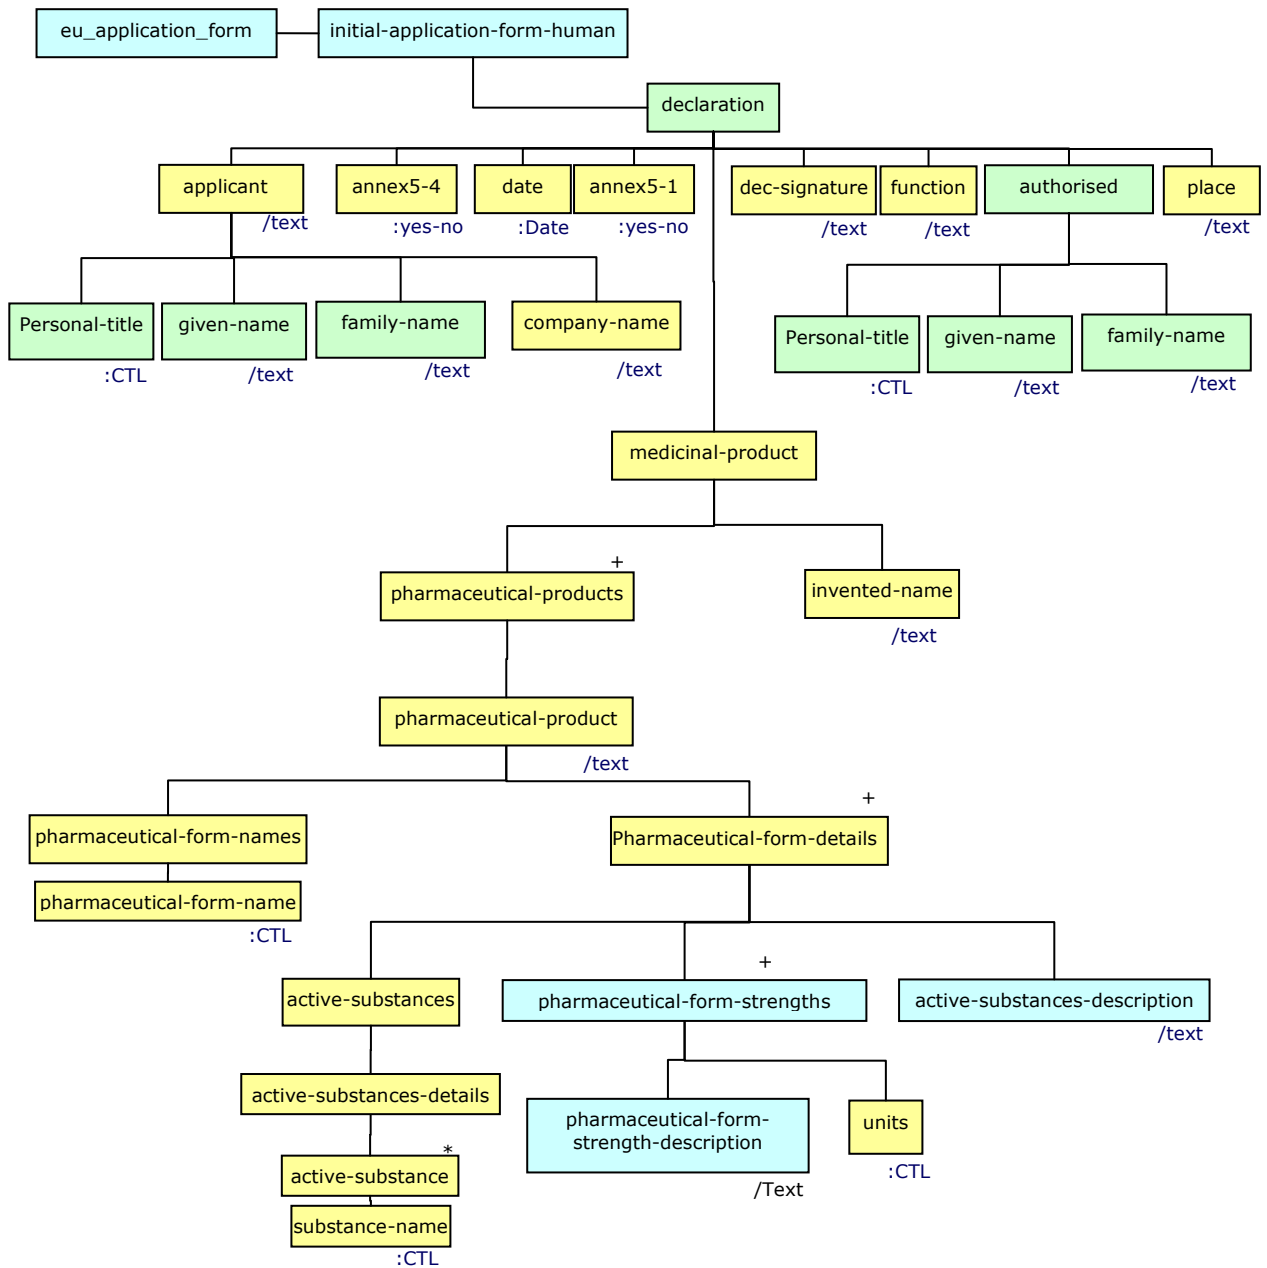 eu_application_form
initial-application-form-human
declaration
applicant
/text
annex5-4
:yes-no
date
:Date
annex5-1
:yes-no
dec-signature
/text
function
/text
authorised
place
/text
Personal-title
:CTL
given-name
/text
family-name
/text
company-name
/text
Personal-title
:CTL
given-name
/text
family-name
/text
medicinal-product
+
pharmaceutical-products
invented-name
/text
pharmaceutical-product
/text
pharmaceutical-form-names
pharmaceutical-form-name
:CTL
+
Pharmaceutical-form-details
active-substances
+
pharmaceutical-form-strengths
active-substances-description
/text
active-substances-details
*
active-substance
substance-name
:CTL
pharmaceutical-form-
strength-description
/Text
units
:CTL